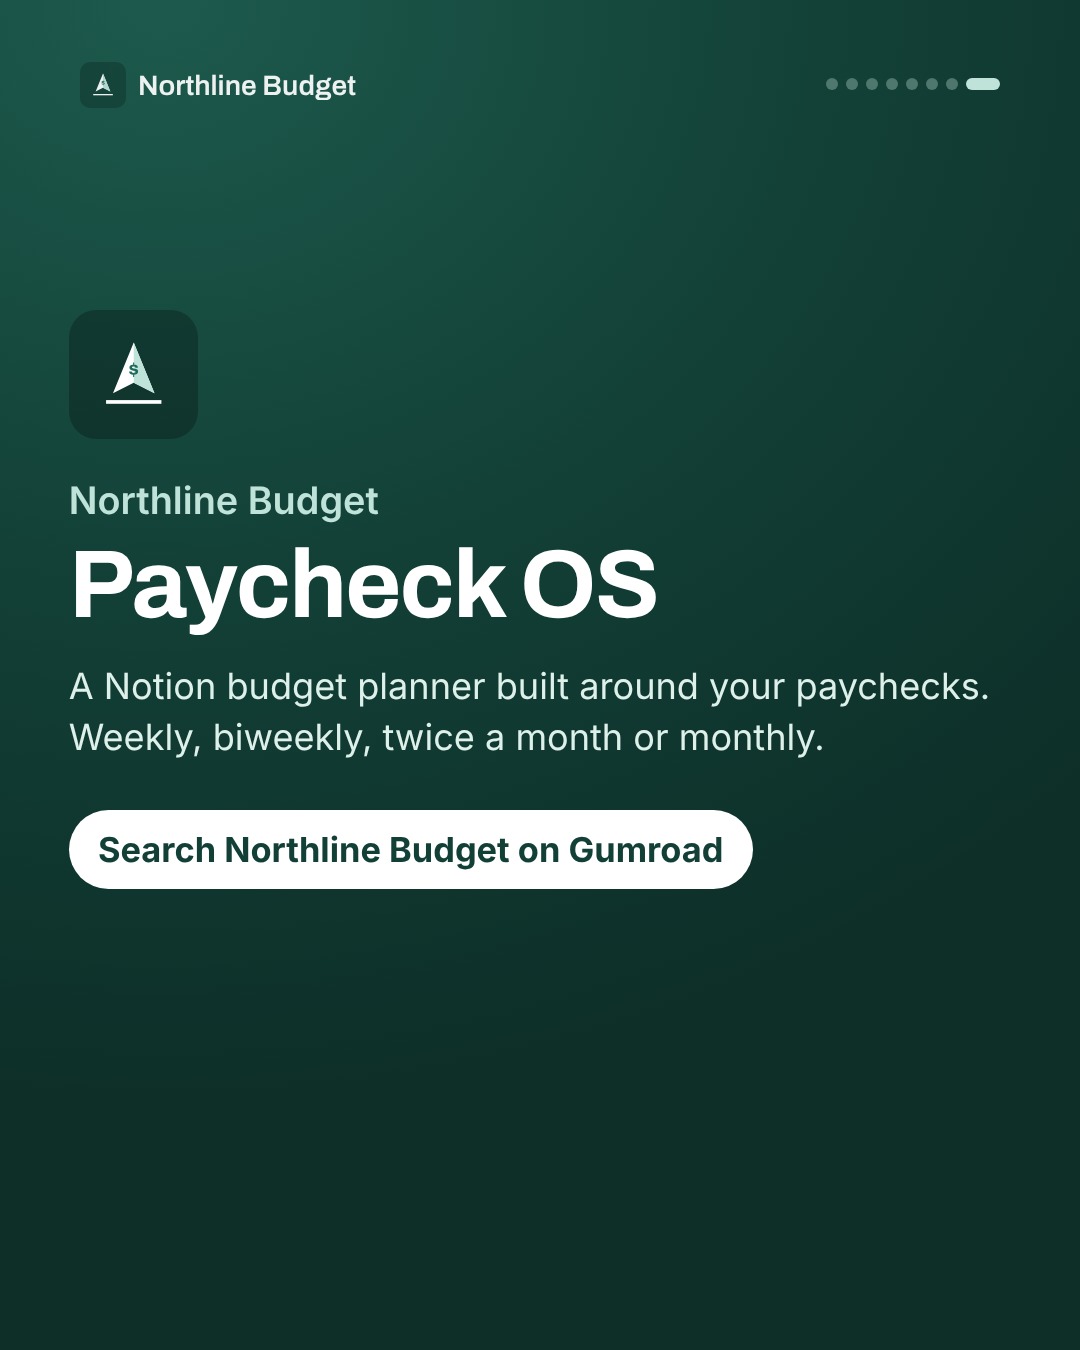 Northline Budget
$
Northline Budget
Paycheck OS
A Notion budget planner built around your paychecks.
Weekly, biweekly, twice a month or monthly.
Search Northline Budget on Gumroad